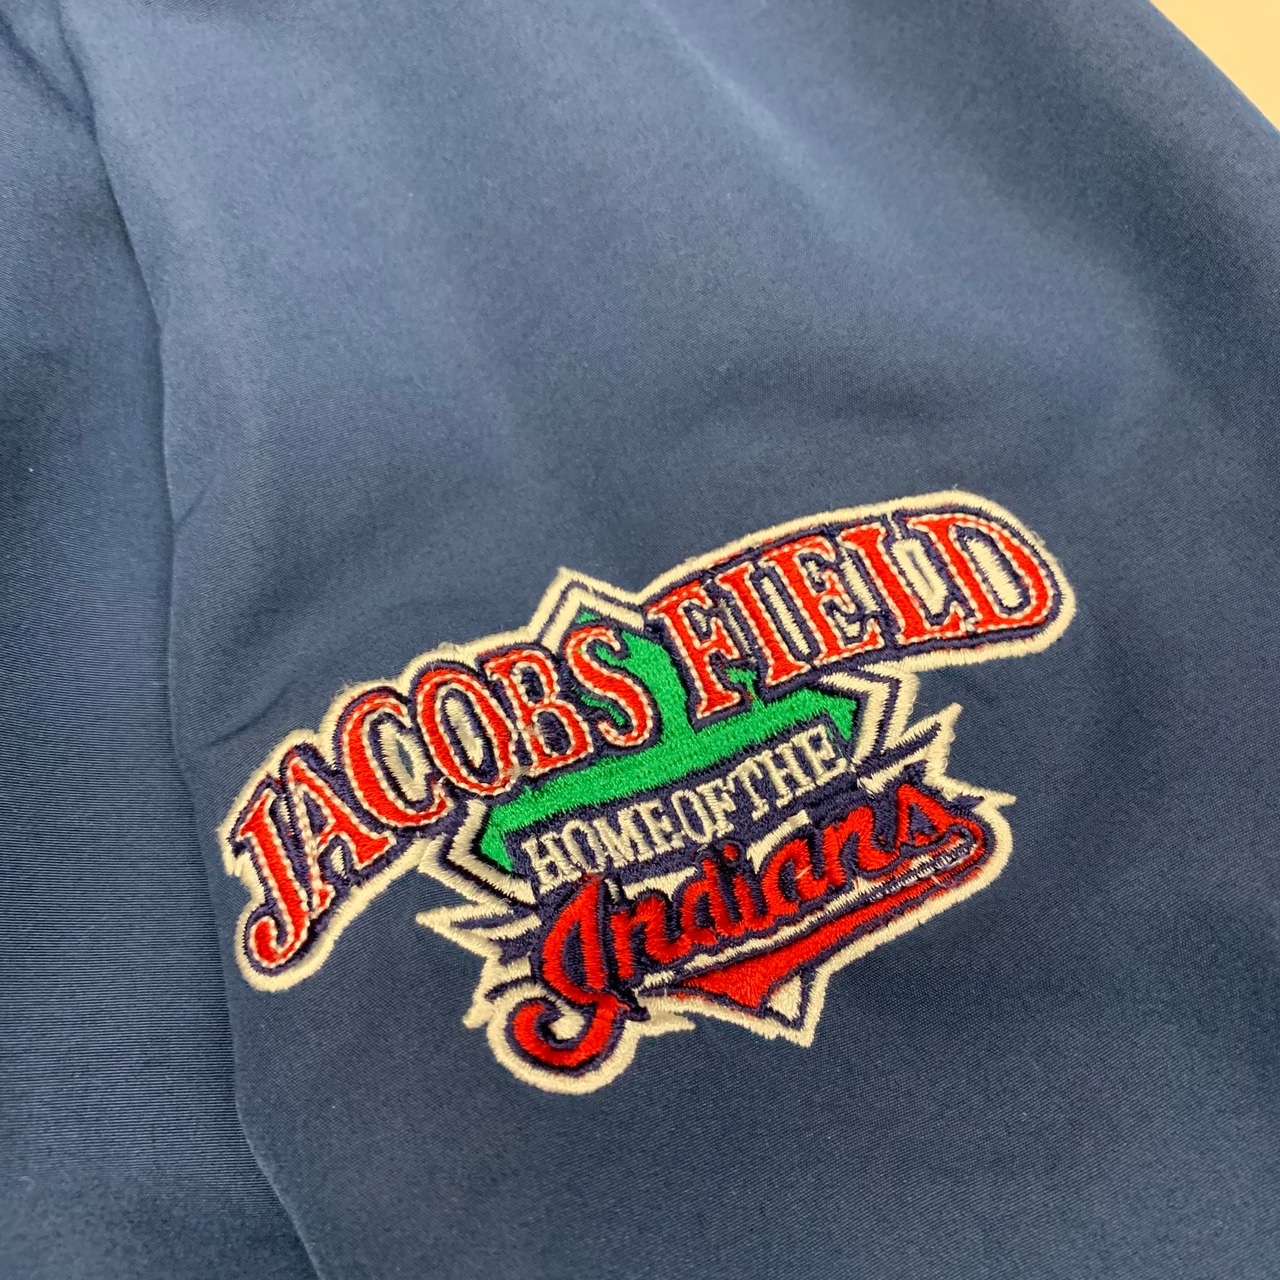 JACOBS FIELD
HOME OF THE
Indians